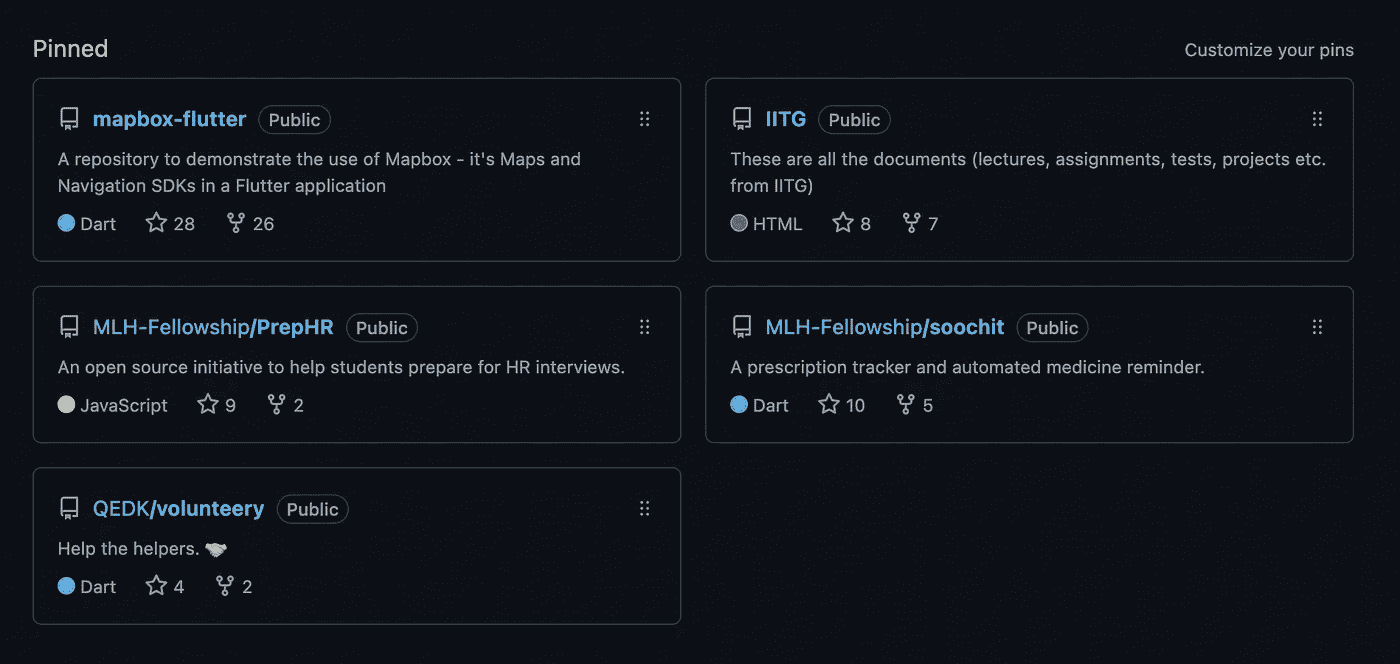 Pinned
Customize your pins
mapbox-flutter Public
A repository to demonstrate the use of Mapbox - it's Maps and
Navigation SDKs in a Flutter application
Dart 28 26
IITG Public
These are all the documents (lectures, assignments, tests, projects etc.
from IITG)
HTML 8 7
MLH-Fellowship/PrepHR Public
An open source initiative to help students prepare for HR interviews.
JavaScript 9 2
MLH-Fellowship/soochit Public
A prescription tracker and automated medicine reminder.
Dart 10 5
QEDK/volunteery Public
Help the helpers.
Dart 4 2